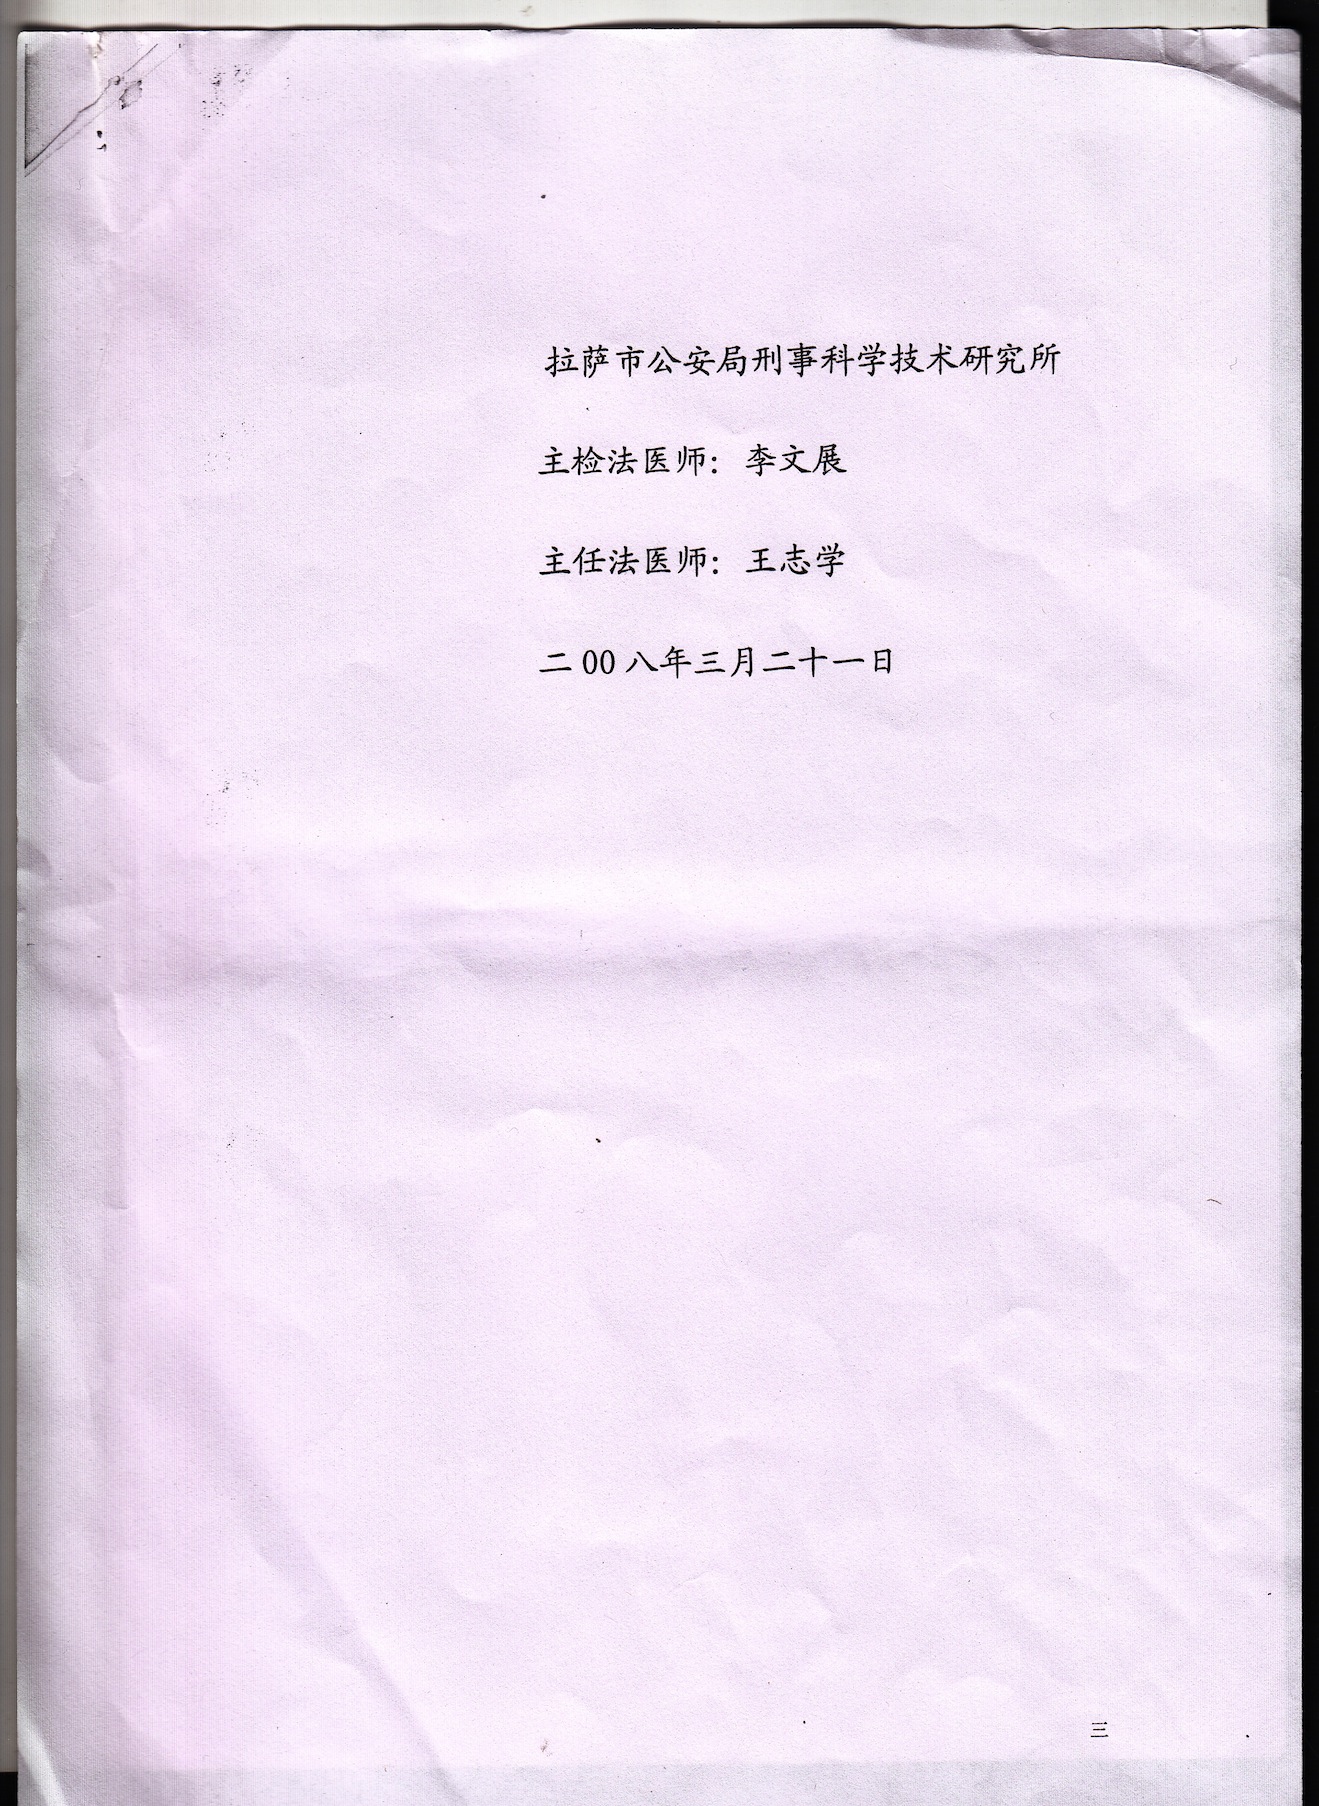 拉萨市公安局刑事科学技术研究所
主检法医师：李文展
主任法医师：王志学
二00八年三月二十一日
三